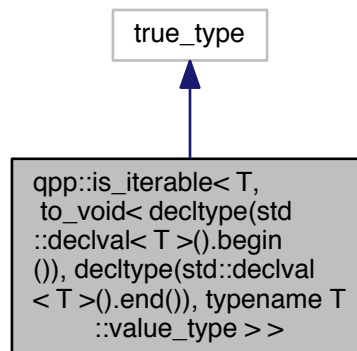 true_type
qpp::is_iterable< T,
to_void< decltype(std
::declval< T >().begin
()), decltype(std::declval
< T >().end()), typename T
::value_type > >